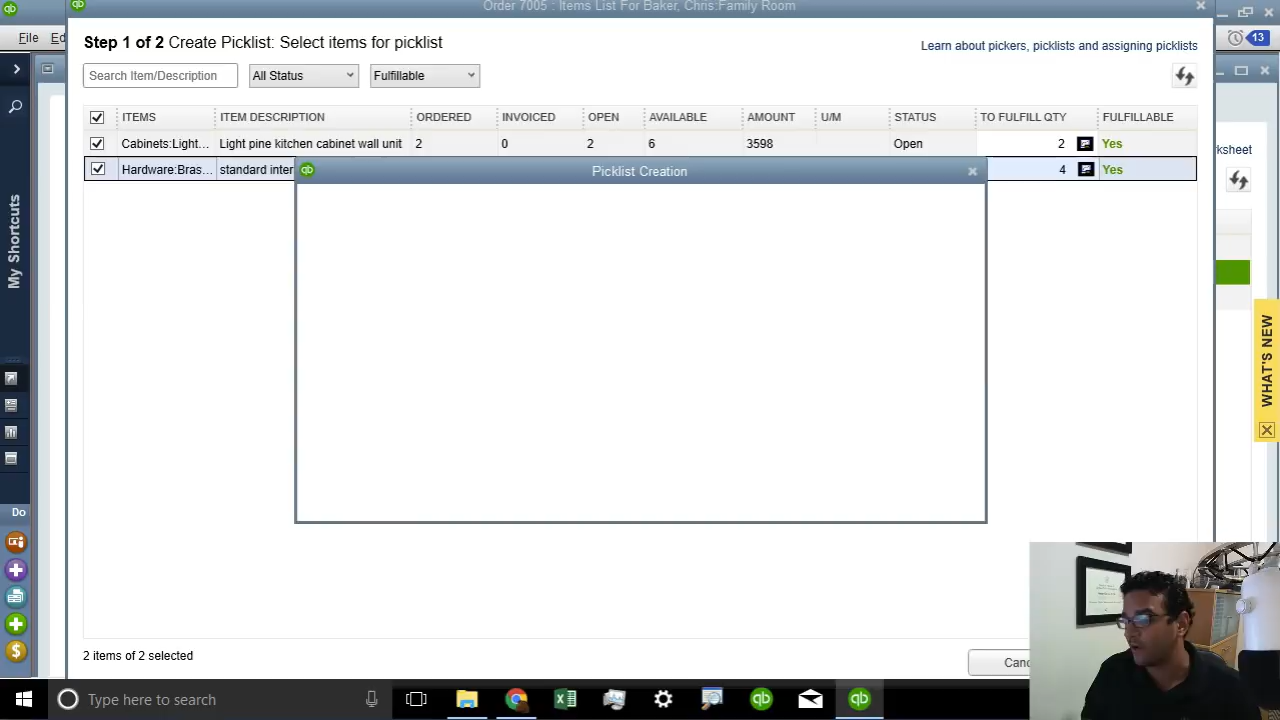 Order 7005 : Items List For Baker, Chris:Family Room
File Ed
13
Step 1 of 2 Create Picklist: Select items for picklist
Learn about pickers, picklists and assigning picklists
Search Item/Description
All Status
Fulfillable
ITEMS ITEM DESCRIPTION ORDERED INVOICED OPEN AVAILABLE AMOUNT U/M STATUS TO FULFILL QTY FULFILLABLE
Cabinets:Light... Light pine kitchen cabinet wall unit 2 0 2 6 3598 Open 2 Yes
Hardware:Bras... standard inter 4 Yes
ksheet
Picklist Creation
My Shortcuts
WHAT'S NEW
Do
2 items of 2 selected
Canc
Type here to search
qb